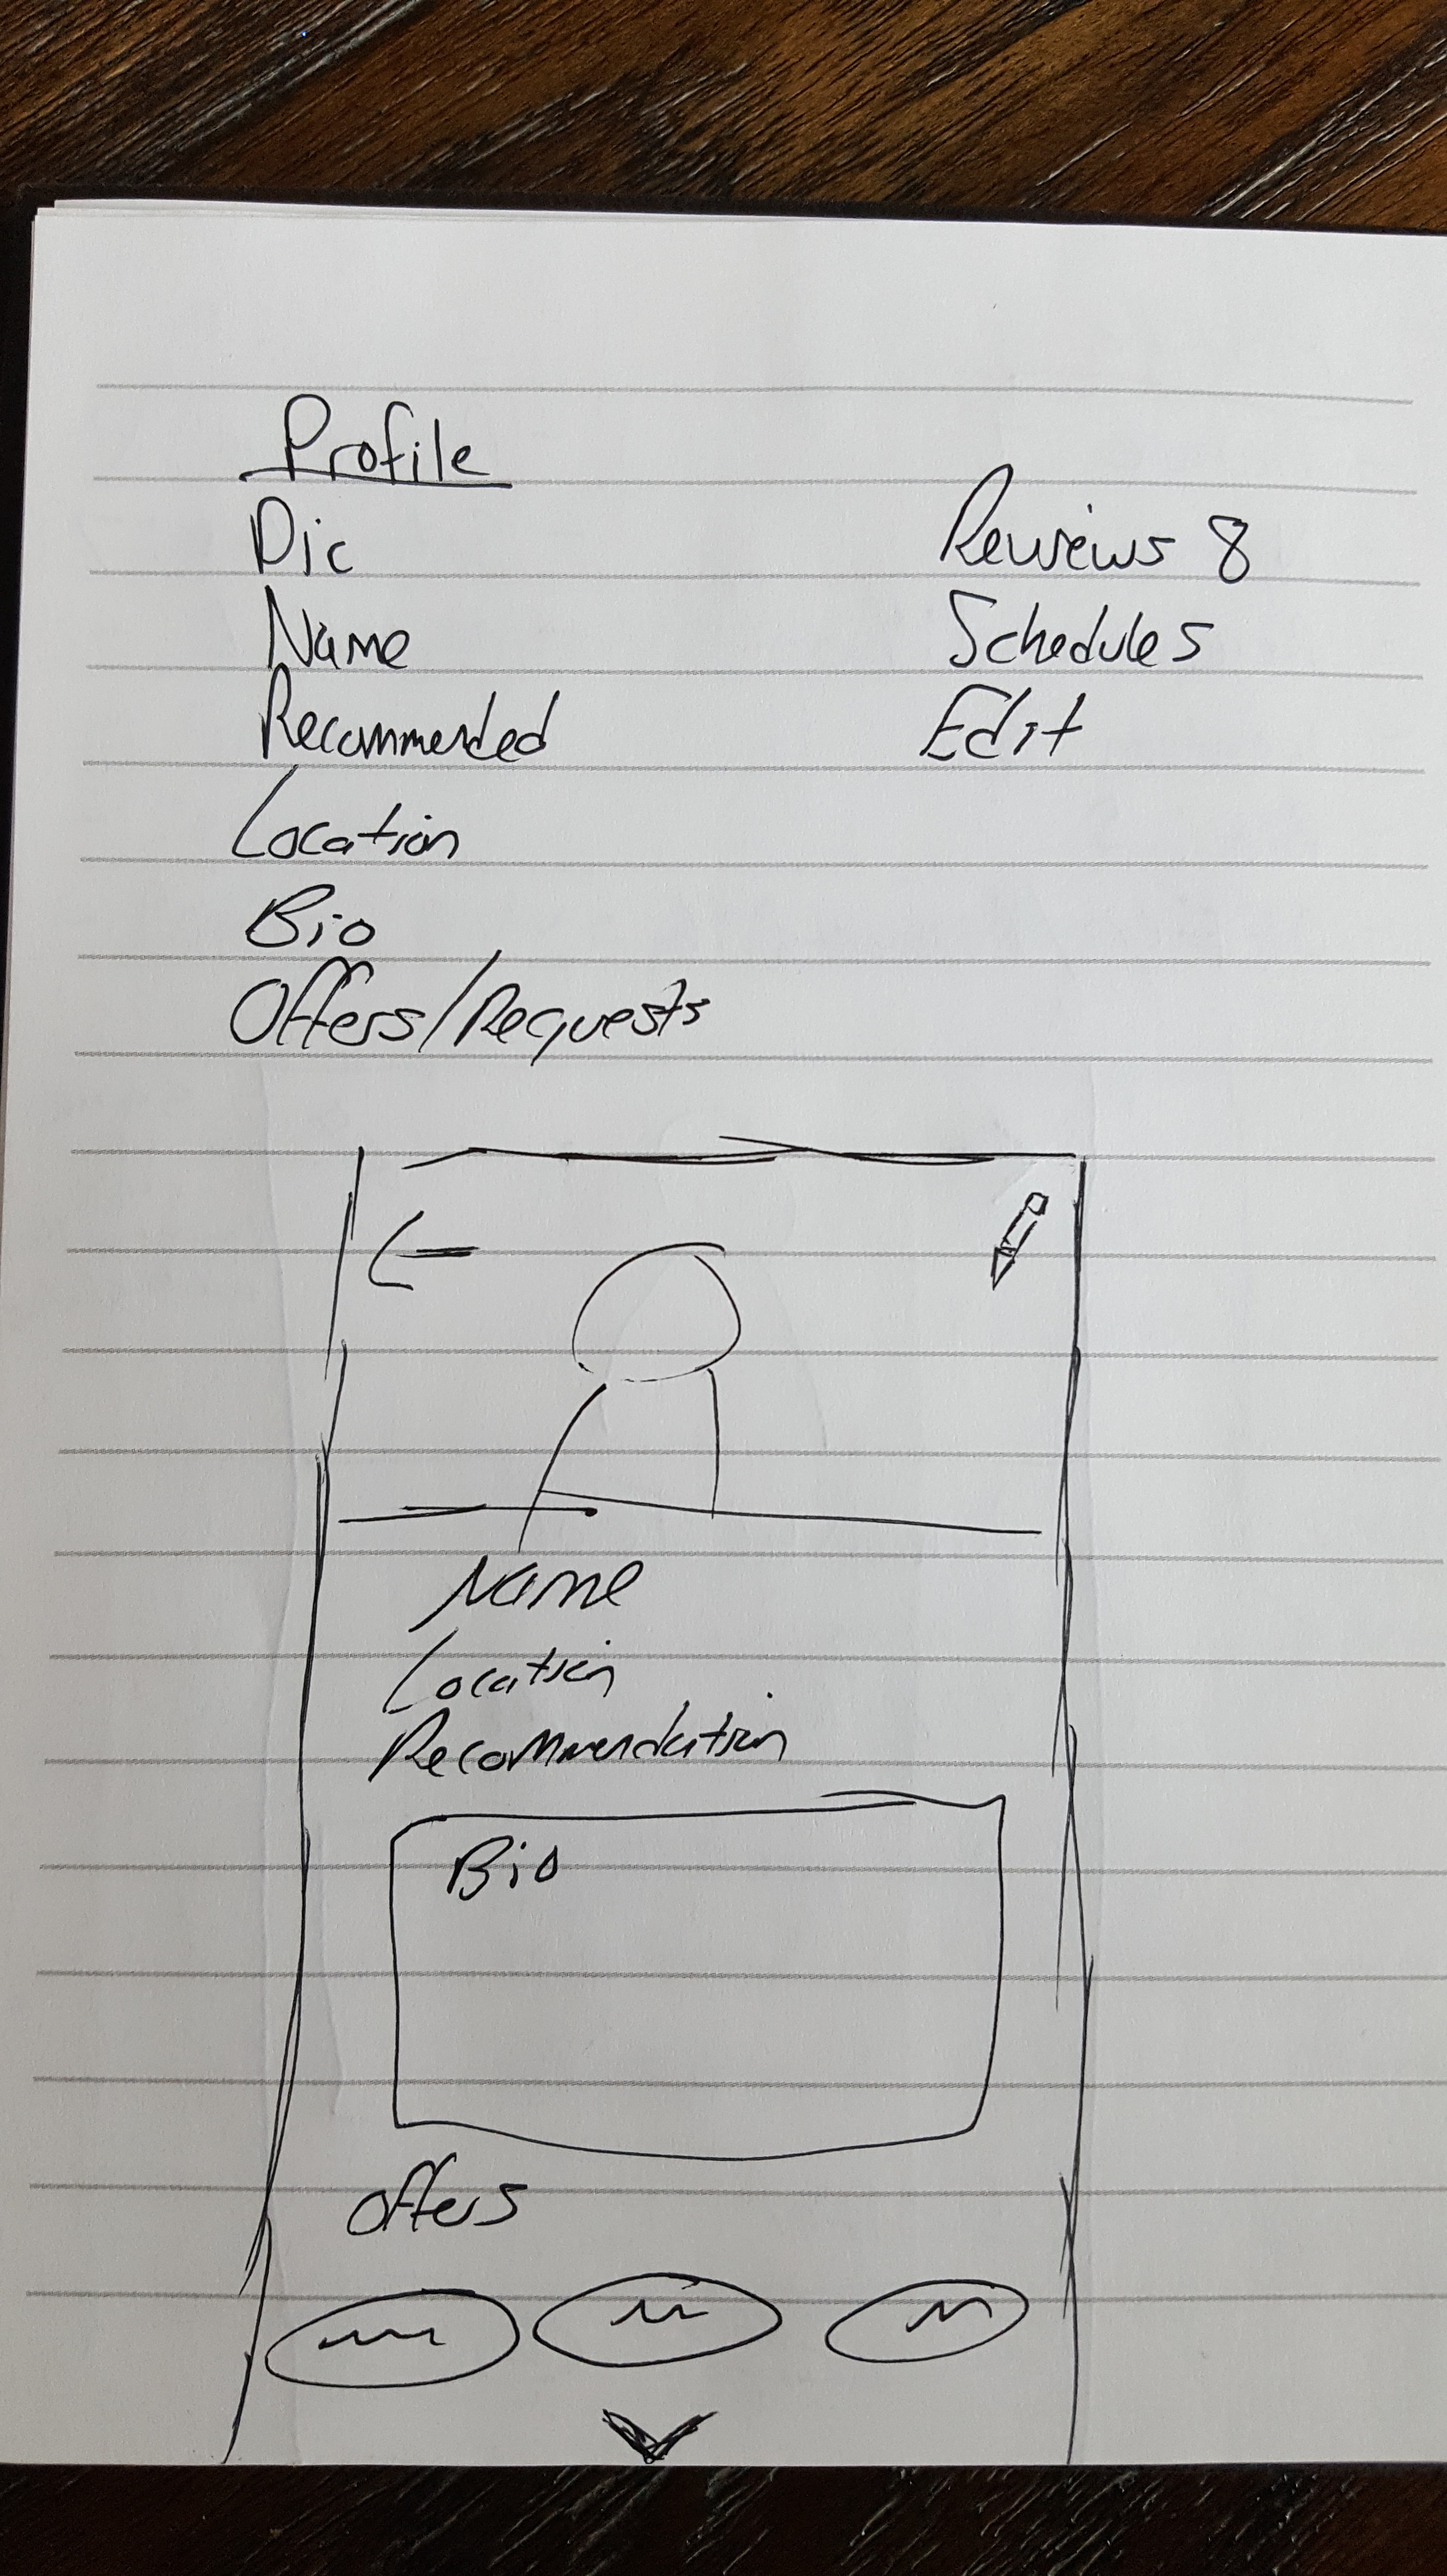 Profile
Pic
Name
Recommended
Location
Bio
Offers/Requests
Reviews 8
Schedules
Edit
Name
Location
Recommendation
Bio
Offers